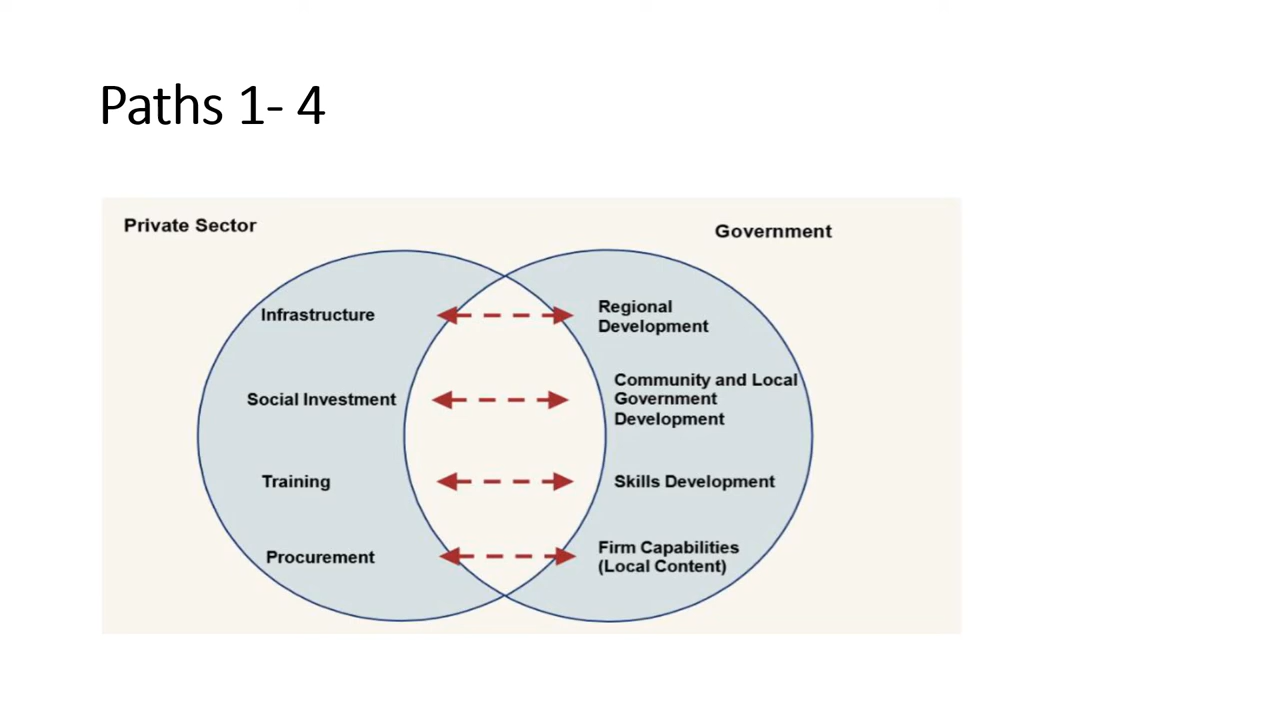 Paths 1- 4
Private Sector
Government
Infrastructure
Regional
Development
Social Investment
Community and Local
Government
Development
Training
Skills Development
Procurement
Firm Capabilities
(Local Content)